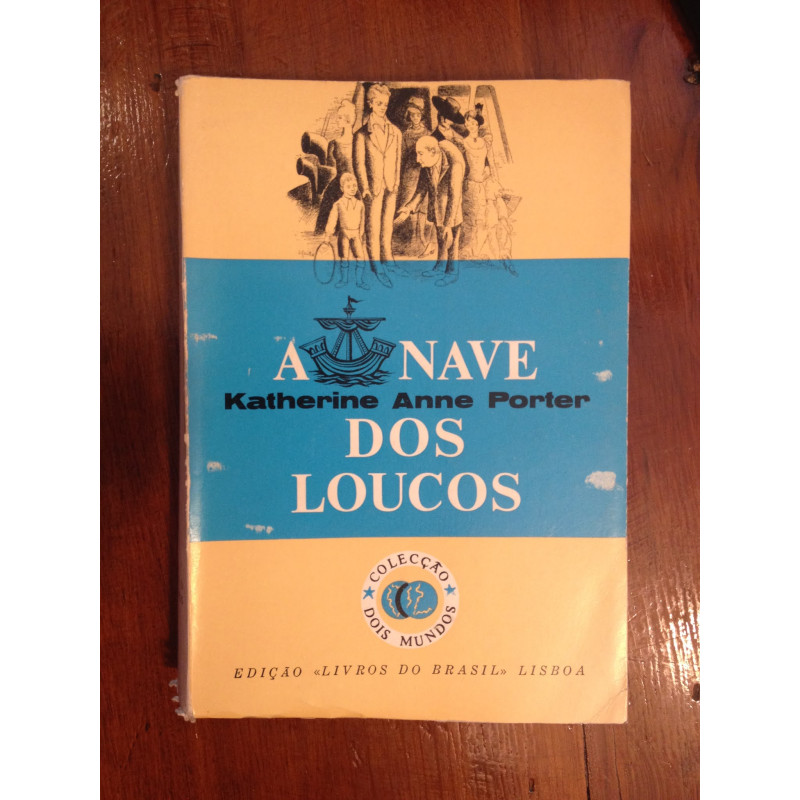 A NAVE
Katherine Anne Porter
DOS
LOUCOS
COLECÇÃO
DOIS MUNDOS
EDIÇÃO «LIVROS DO BRASIL» LISBOA